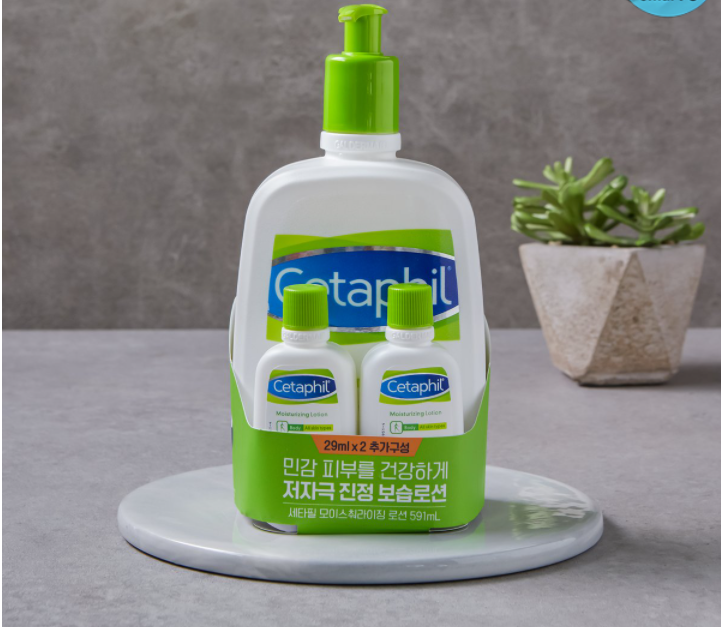 Cetaphil
Cetaphil
Moisturizing Lotion
Body
Cetaphil
Moisturizing Lotion
Body
29ml x 2 추가구성
민감 피부를 건강하게
저자극 진정 보습로션
세타필 모이스춰라이징 로션 591mL